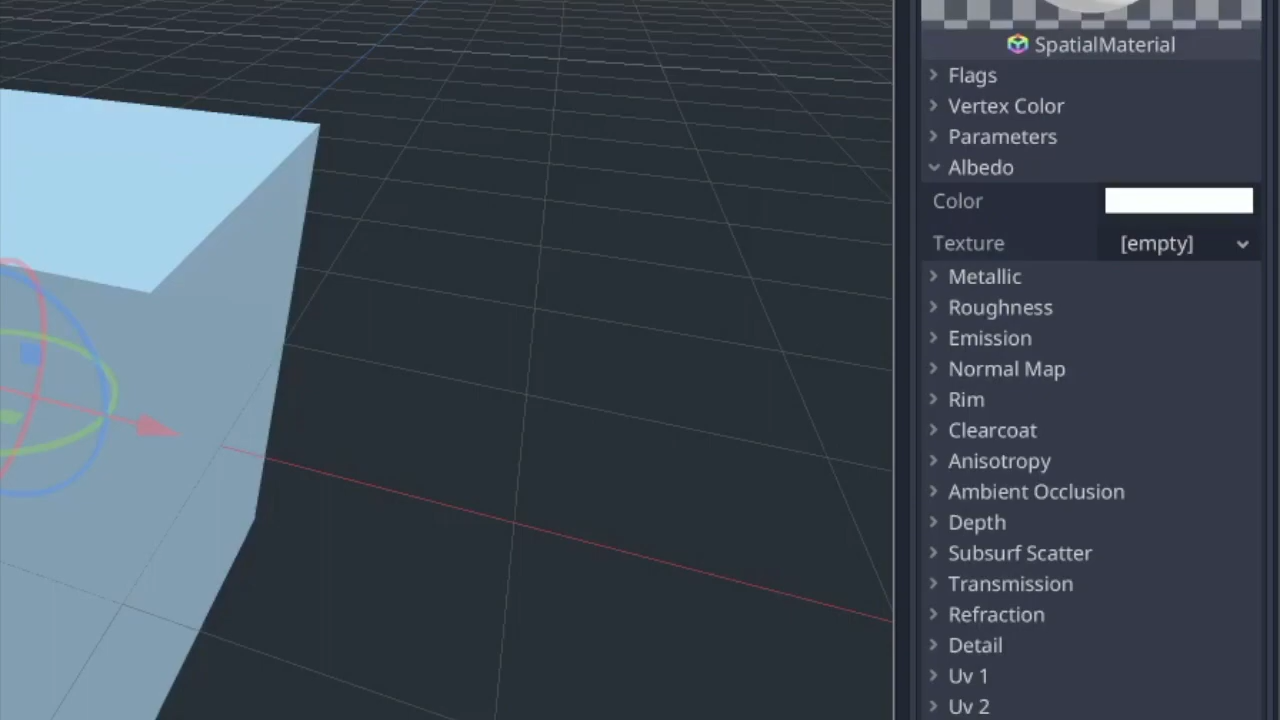 SpatialMaterial
Flags
Vertex Color
Parameters
Albedo
Color
Texture [empty]
Metallic
Roughness
Emission
Normal Map
Rim
Clearcoat
Anisotropy
Ambient Occlusion
Depth
Subsurf Scatter
Transmission
Refraction
Detail
Uv 1
Uv 2